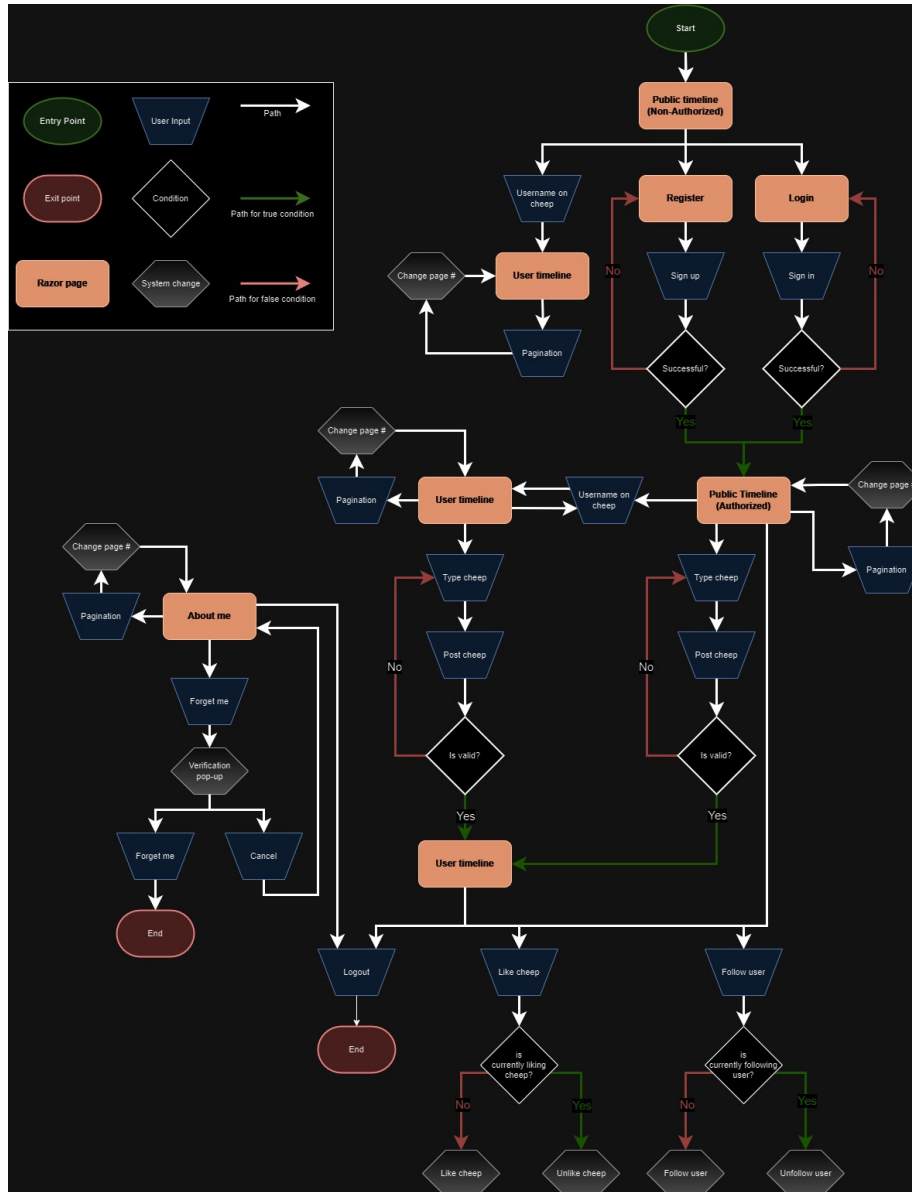 Start
Entry Point
User Input
Path
Public timeline
(Non-Authorized)
Exit point
Condition
Path for true condition
Username on
cheep
Register
Login
Razor page
System change
Path for false condition
Change page #
User timeline
No
Sign up
Sign in
No
Pagination
Successful?
Successful?
Yes
Yes
Change page #
Pagination
User timeline
Username on
cheep
Public Timeline
(Authorized)
Change page #
Pagination
Change page #
Pagination
About me
Type cheep
Type cheep
No
Post cheep
No
Post cheep
Forget me
Verification
pop-up
Is valid?
Is valid?
Yes
Yes
Forget me
Cancel
User timeline
End
Logout
Like cheep
Follow user
End
is
currently liking
cheep?
is
currently following
user?
No
Yes
No
Yes
Like cheep
Unlike cheep
Follow user
Unfollow user